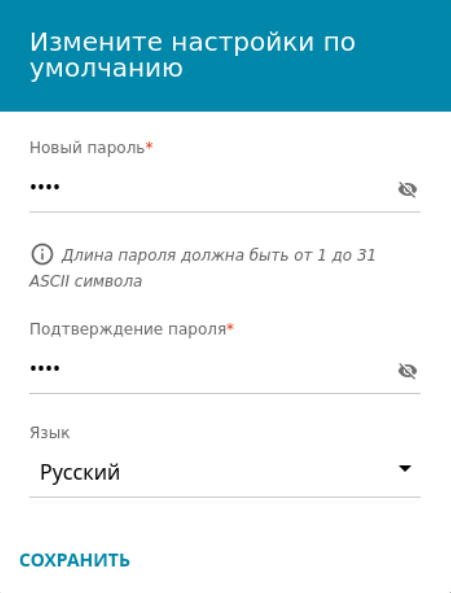 Измените настройки по
умолчанию
Новый пароль*
••••
Длина пароля должна быть от 1 до 31
ASCII символа
Подтверждение пароля*
••••
Язык
Русский
СОХРАНИТЬ